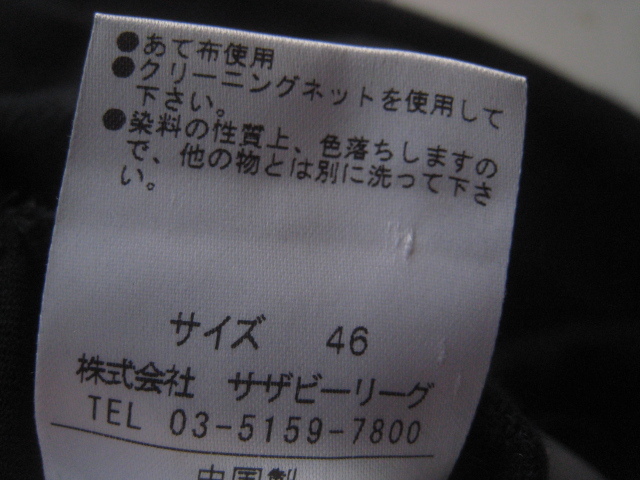 ●あて布使用
●クリーニングネットを使用して
下さい。
●染料の性質上、色落ちしますの
で、他の物とは別に洗って下さ
い。
サイズ 46
株式会社 サザビーリーグ
TEL 03-5159-7800
中国製